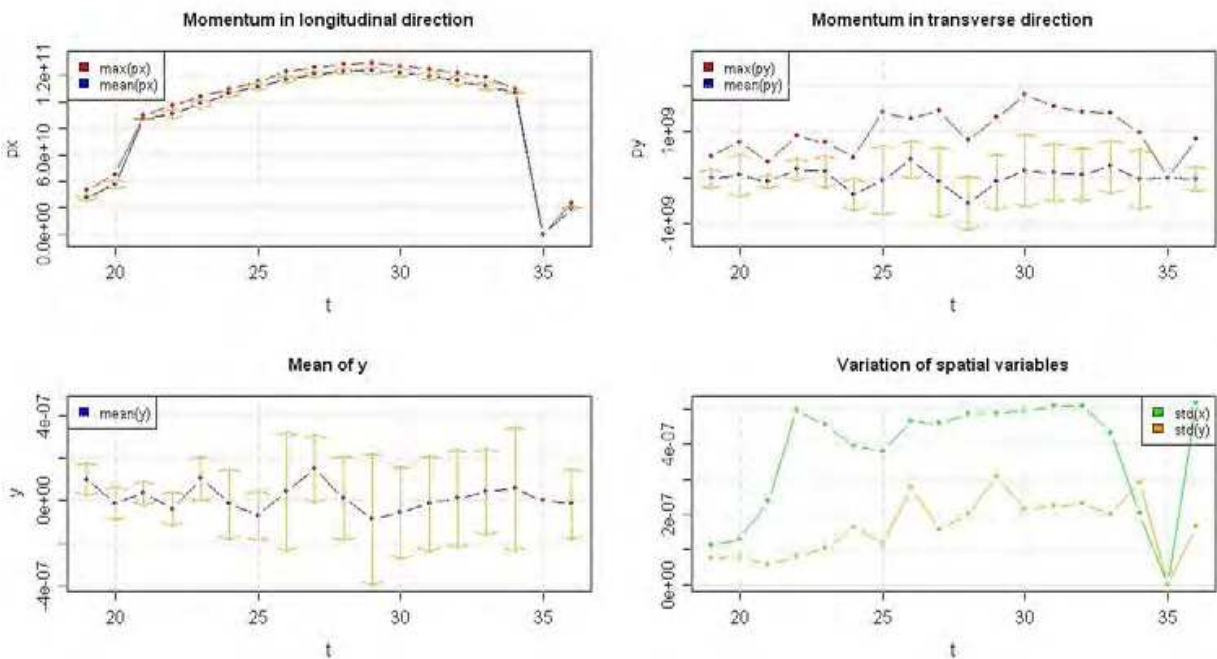 Momentum in longitudinal direction
px
0.0e+00
6.0e+10
1.2e+11
max(px)
mean(px)
20
25
30
35
t
Momentum in transverse direction
py
-1e+09
1e+09
max(py)
mean(py)
20
25
30
35
t
Mean of y
y
-4e-07
0e+00
4e-07
mean(y)
20
25
30
35
t
Variation of spatial variables
0e+00
2e-07
4e-07
std(x)
std(y)
20
25
30
35
t